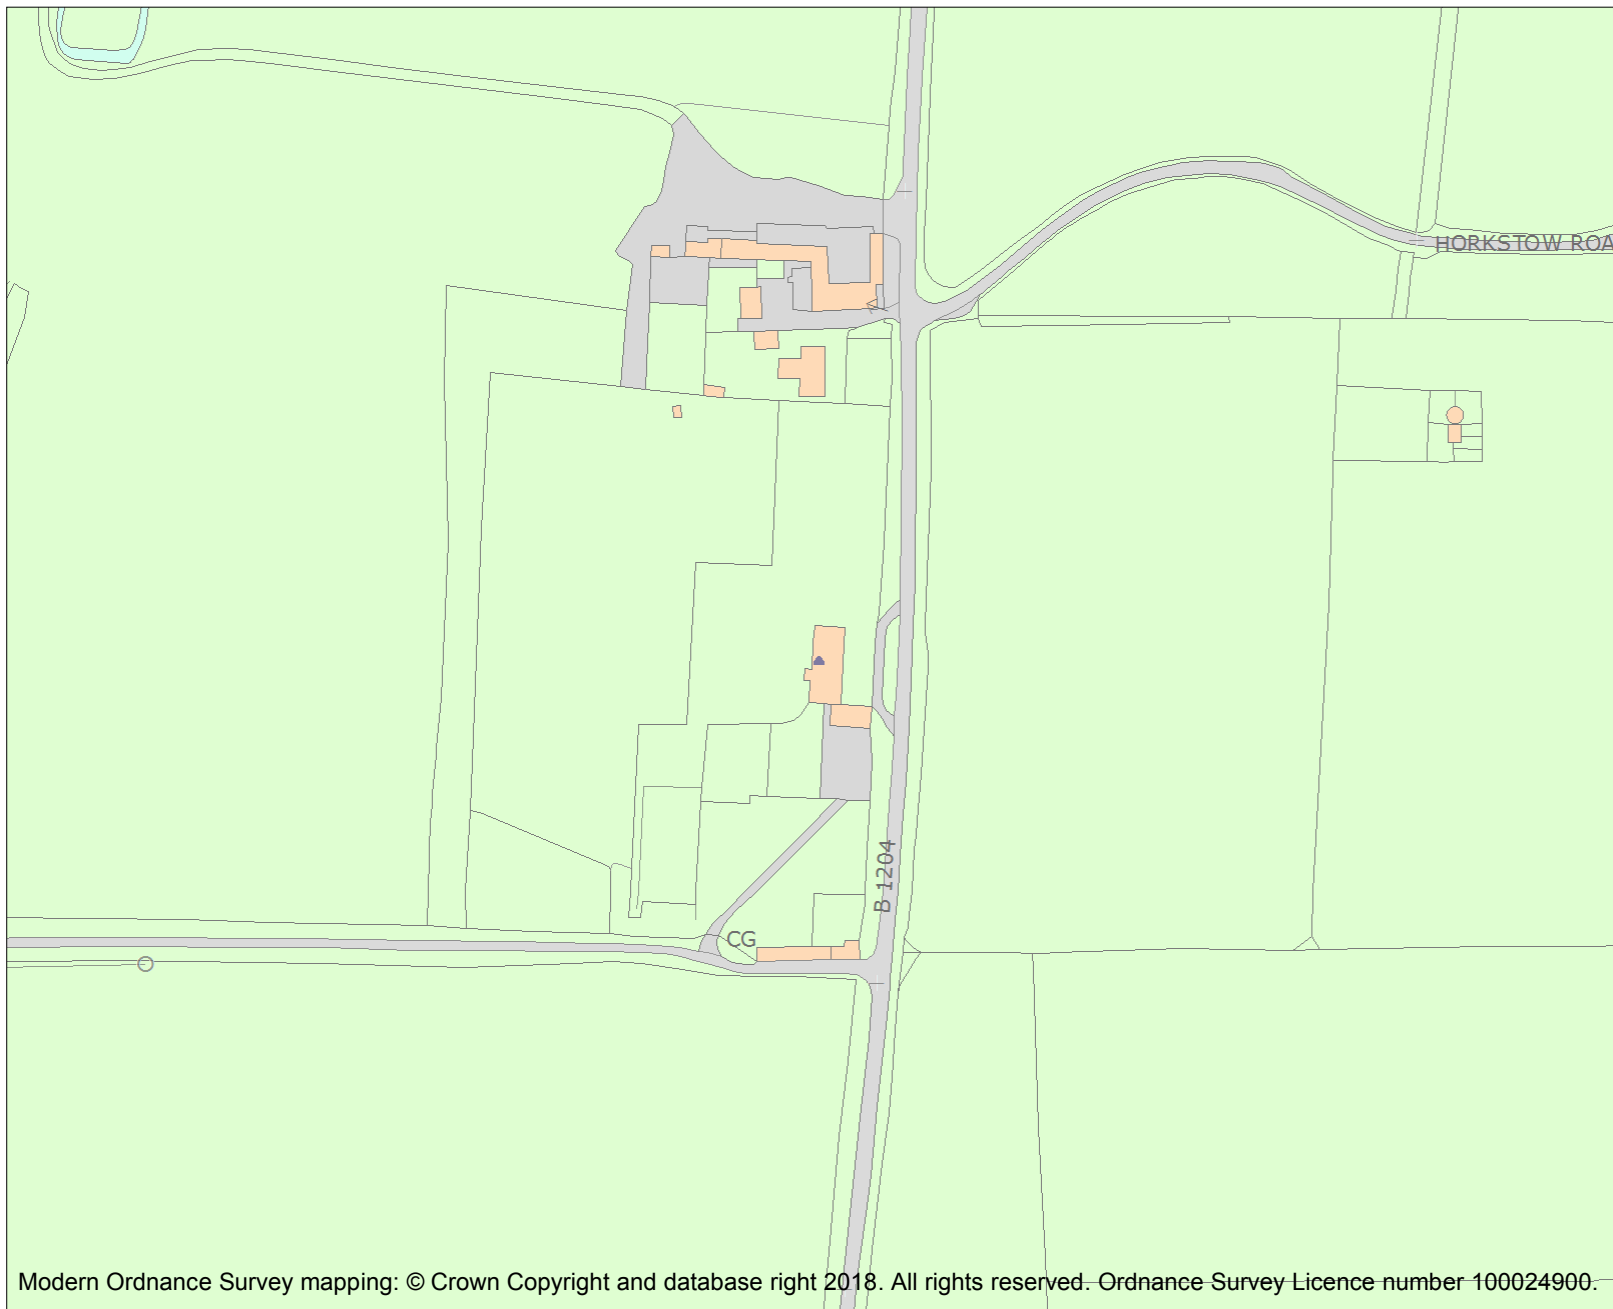 HORKSTOW ROA
B 1204
CG
Modern Ordnance Survey mapping: © Crown Copyright and database right 2018. All rights reserved. Ordnance Survey Licence number 100024900.